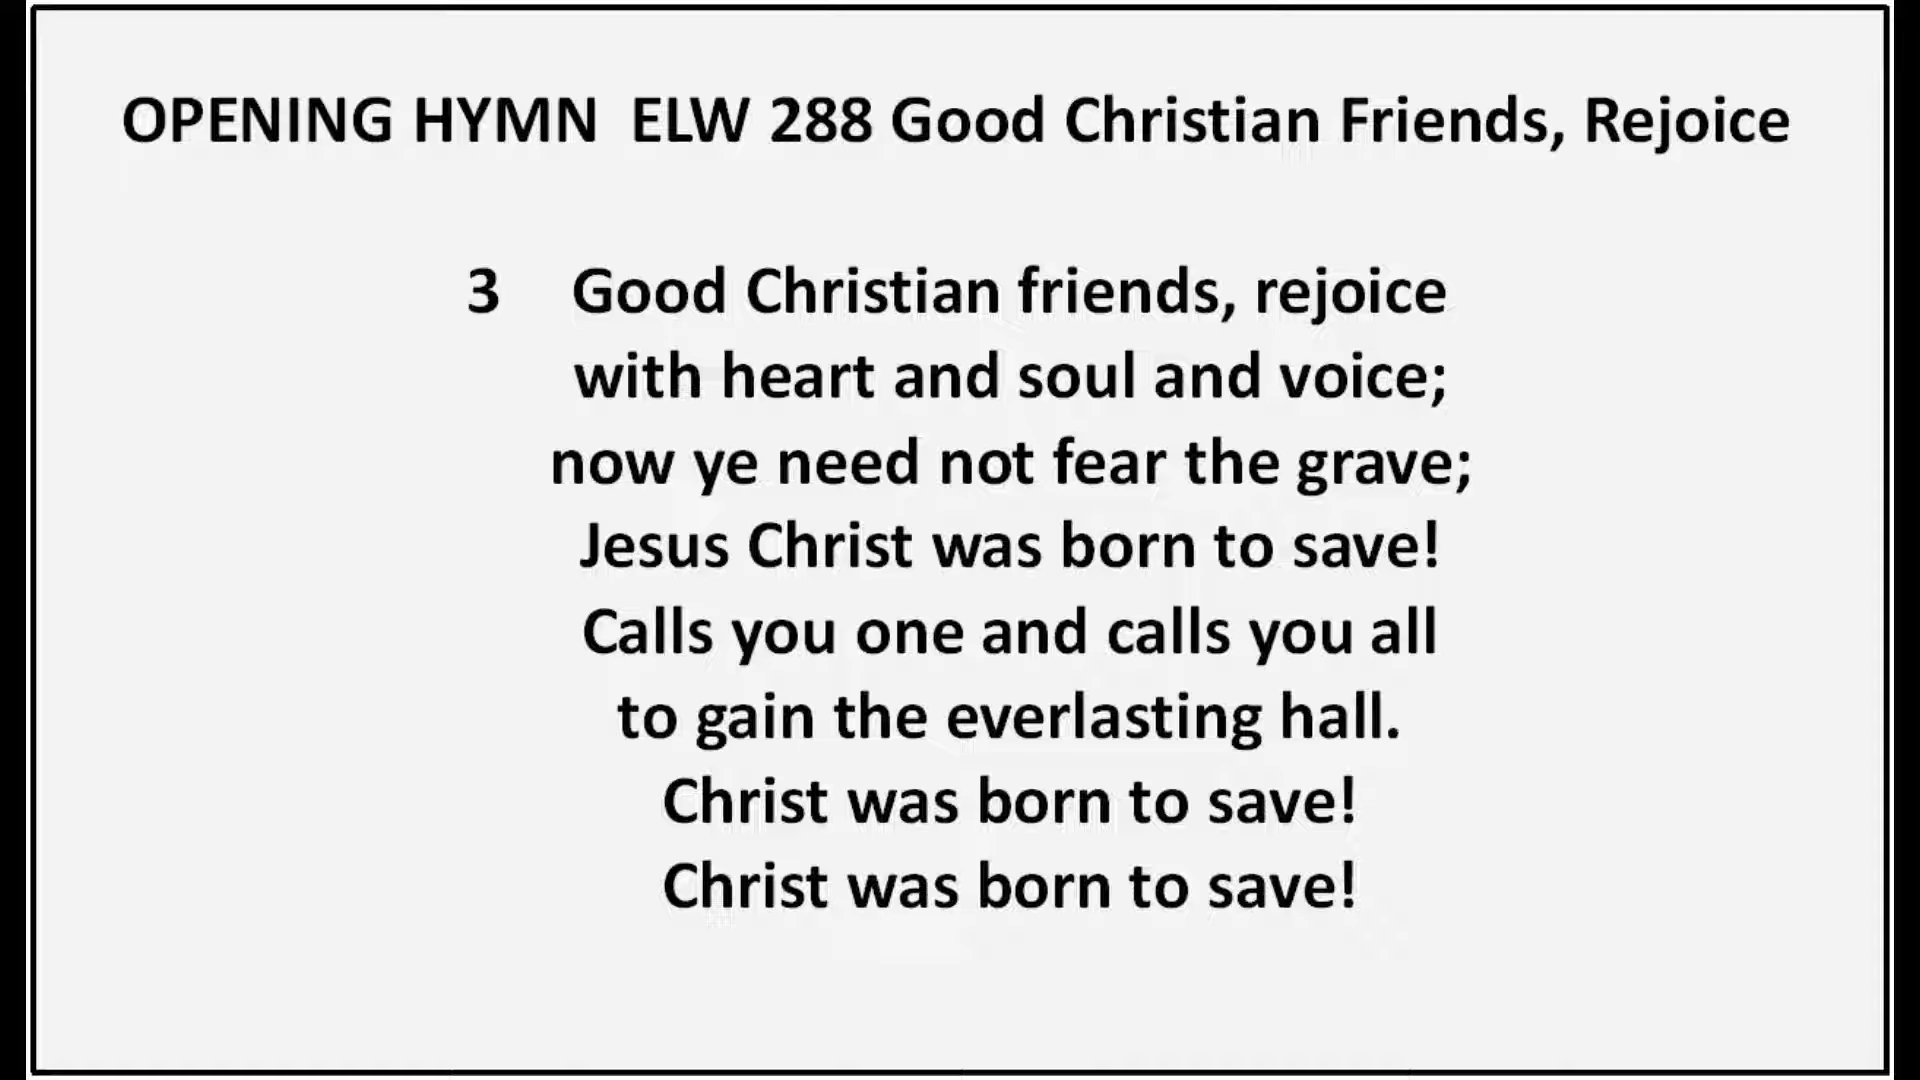 OPENING HYMN  ELW 288 Good Christian Friends, Rejoice
3 Good Christian friends, rejoice
with heart and soul and voice;
now ye need not fear the grave;
Jesus Christ was born to save!
Calls you one and calls you all
to gain the everlasting hall.
Christ was born to save!
Christ was born to save!